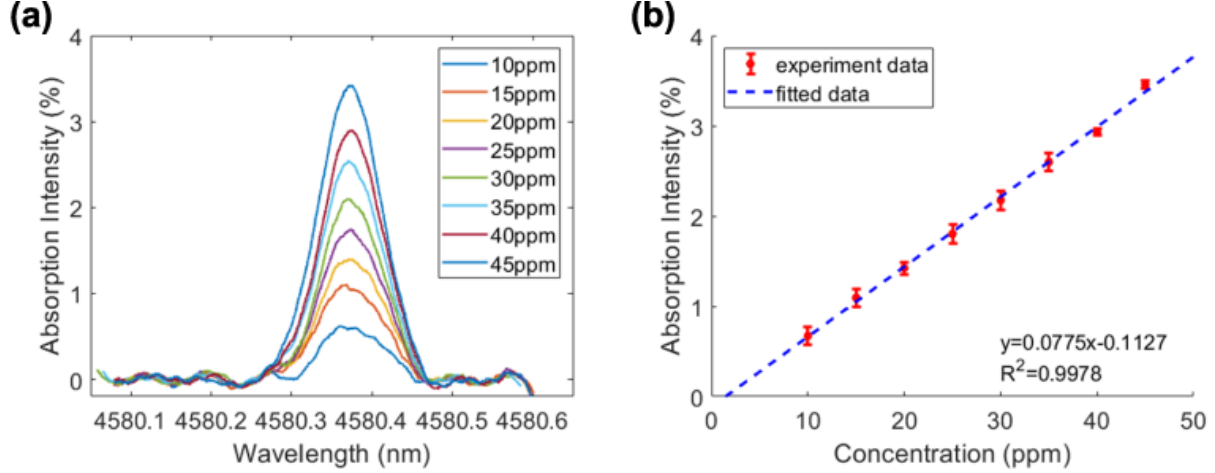 (a)
4
3
2
1
0
Absorption Intensity (%)
10ppm
15ppm
20ppm
25ppm
30ppm
35ppm
40ppm
45ppm
4580.1 4580.2 4580.3 4580.4 4580.5 4580.6
Wavelength (nm)
(b)
4
3
2
1
0
Absorption Intensity (%)
experiment data
fitted data
y=0.0775x-0.1127
R²=0.9978
0 10 20 30 40 50
Concentration (ppm)